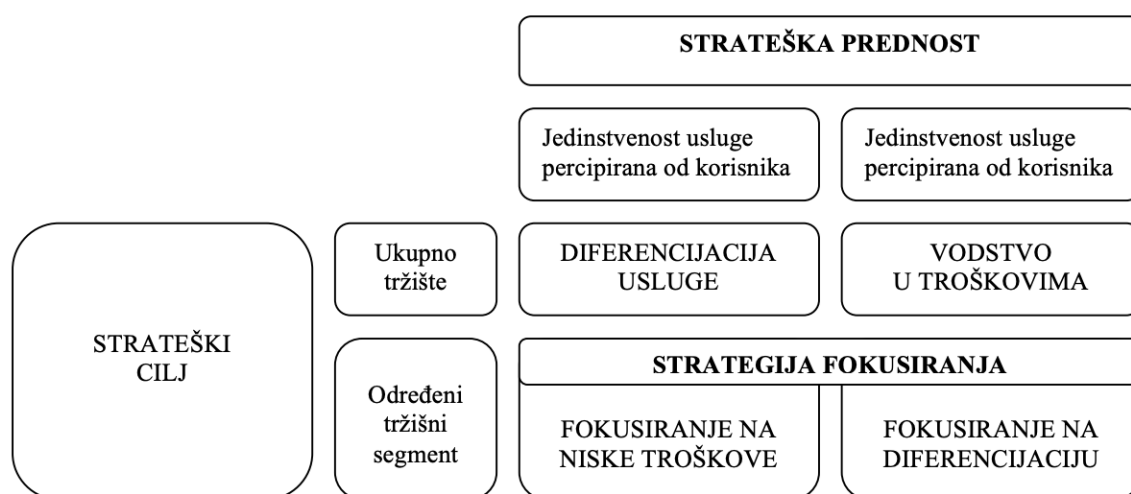 STRATEŠKA PREDNOST
Jedinstvenost usluge
percipirana od korisnika
Jedinstvenost usluge
percipirana od korisnika
STRATEŠKI
CILJ
Ukupno
tržište
DIFERENCIJACIJA
USLUGE
VODSTVO
U TROŠKOVIMA
Određeni
tržišni
segment
STRATEGIJA FOKUSIRANJA
FOKUSIRANJE NA
NISKE TROŠKOVE
FOKUSIRANJE NA
DIFERENCIJACIJU